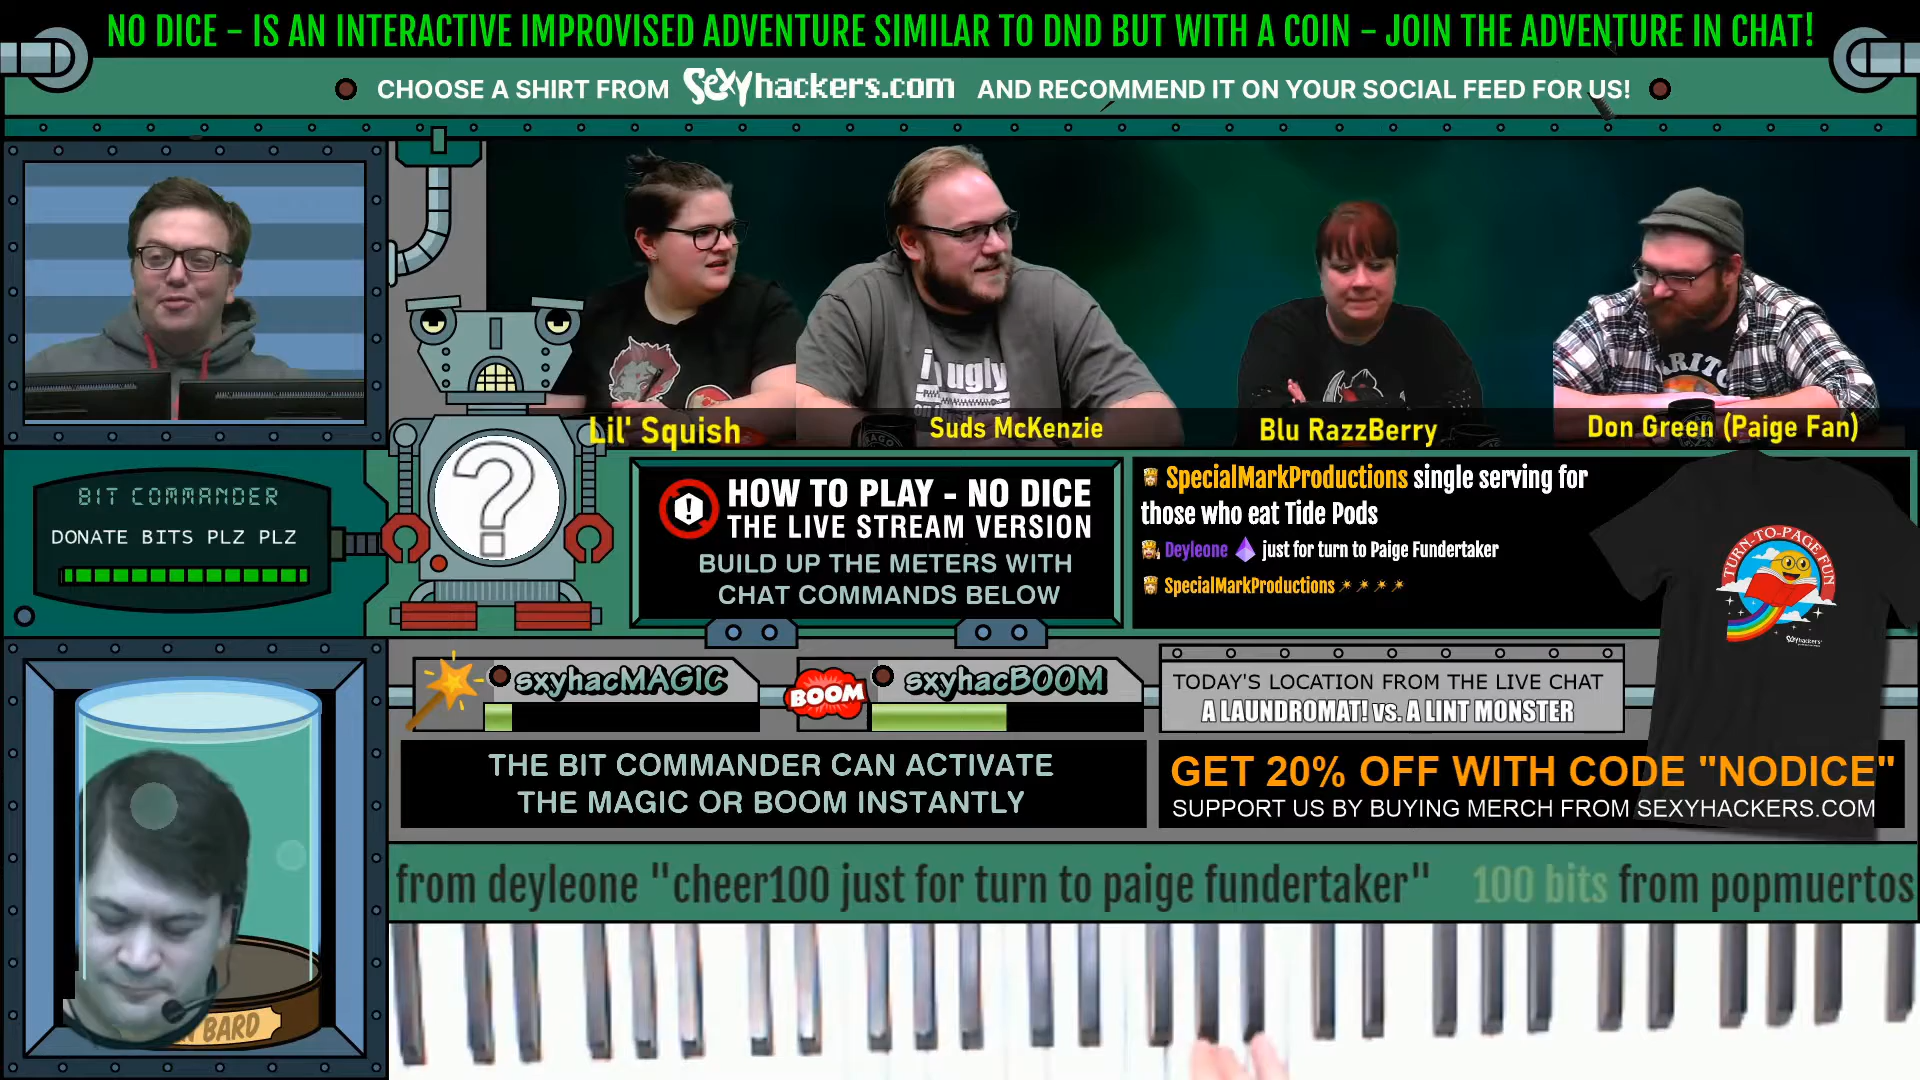 NO DICE - IS AN INTERACTIVE IMPROVISED ADVENTURE SIMILAR TO DND BUT WITH A COIN - JOIN THE ADVENTURE IN CHAT!
CHOOSE A SHIRT FROM Sexyhackers.com AND RECOMMEND IT ON YOUR SOCIAL FEED FOR US!
ugly
Lil' Squish
Suds McKenzie
Blu RazzBerry
Don Green (Paige Fan)
BIT COMMANDER
DONATE BITS PLZ PLZ
?
HOW TO PLAY - NO DICE
THE LIVE STREAM VERSION
BUILD UP THE METERS WITH
CHAT COMMANDS BELOW
SpecialMarkProductions single serving for
those who eat Tide Pods
Deyleone just for turn to Paige Fundertaker
SpecialMarkProductions
TURN-TO-PAGE FUN
Sexyhackers
sxyhacMAGIC
BOOM
sxyhacBOOM
TODAY'S LOCATION FROM THE LIVE CHAT
A LAUNDROMAT! vs. A LINT MONSTER
THE BIT COMMANDER CAN ACTIVATE
THE MAGIC OR BOOM INSTANTLY
GET 20% OFF WITH CODE "NODICE"
SUPPORT US BY BUYING MERCH FROM SEXYHACKERS.COM
from deyleone "cheer100 just for turn to paige fundertaker" 100 bits from popmuertos
BARD